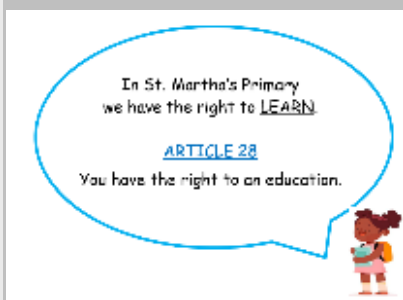 In St. Martha's Primary
we have the right to LEARN.
ARTICLE 28
You have the right to an education.